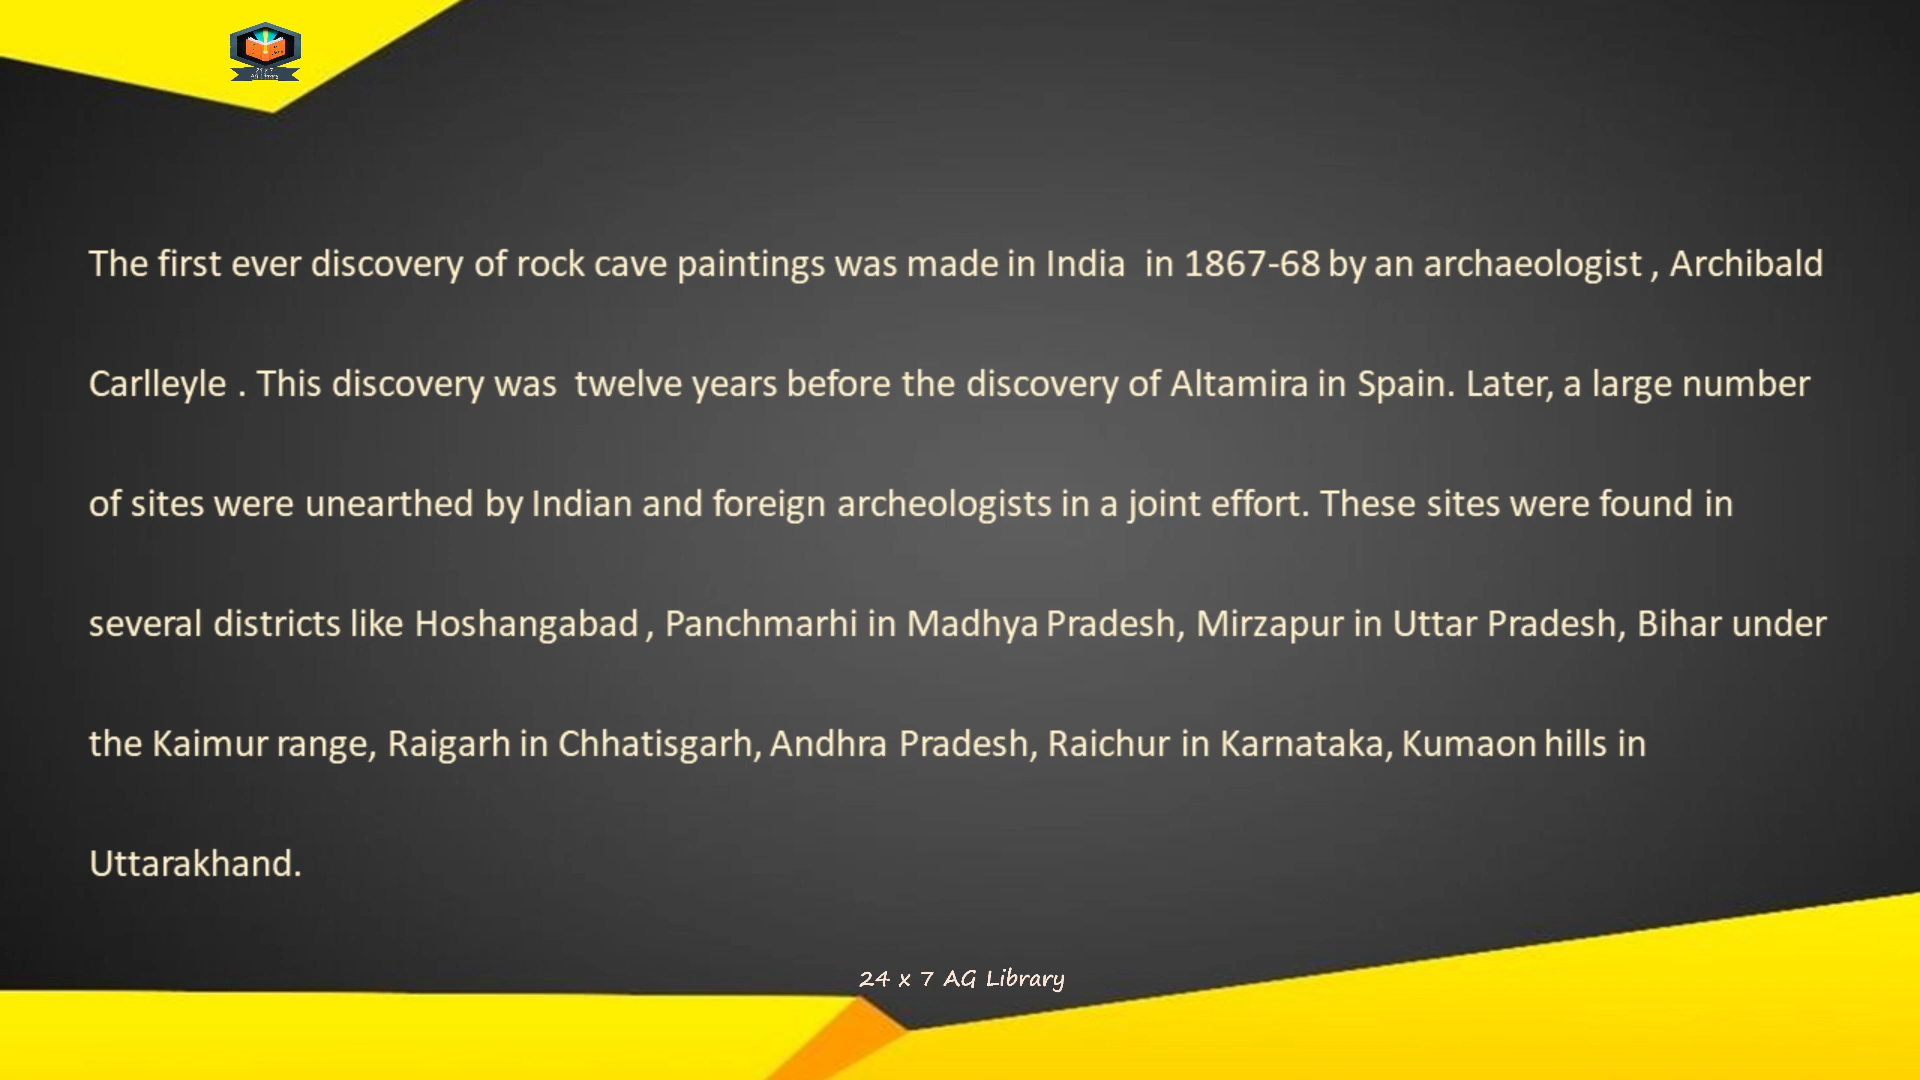 24 x 7
AG Library
The first ever discovery of rock cave paintings was made in India in 1867-68 by an archaeologist , Archibald
Carlleyle . This discovery was twelve years before the discovery of Altamira in Spain. Later, a large number
of sites were unearthed by Indian and foreign archeologists in a joint effort. These sites were found in
several districts like Hoshangabad , Panchmarhi in Madhya Pradesh, Mirzapur in Uttar Pradesh, Bihar under
the Kaimur range, Raigarh in Chhatisgarh, Andhra Pradesh, Raichur in Karnataka, Kumaon hills in
Uttarakhand.
24 x 7 AG Library